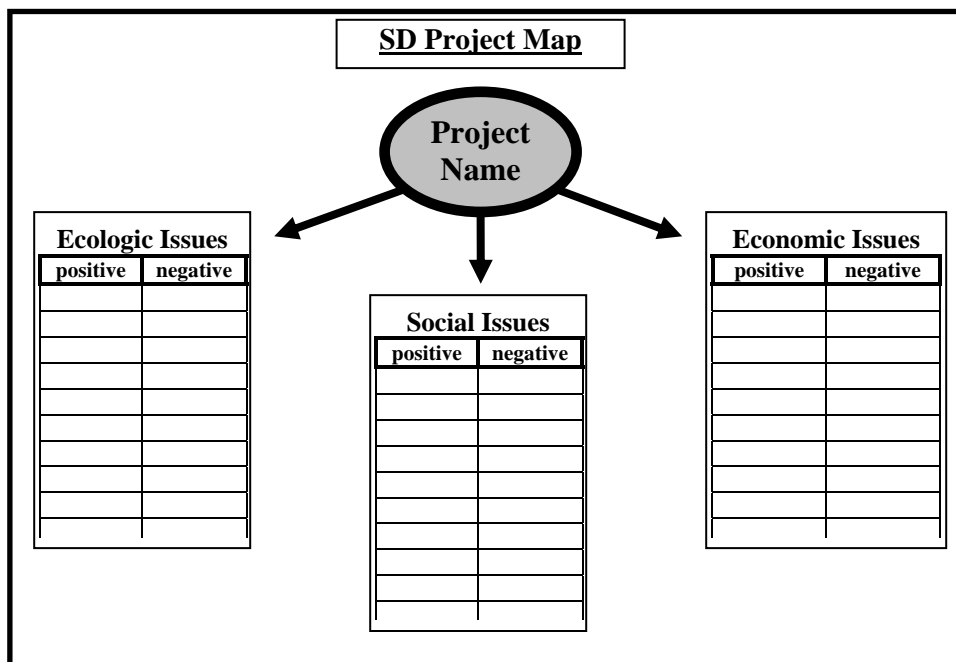 SD Project Map
Project
Name
Ecologic Issues
positive negative
Social Issues
positive negative
Economic Issues
positive negative